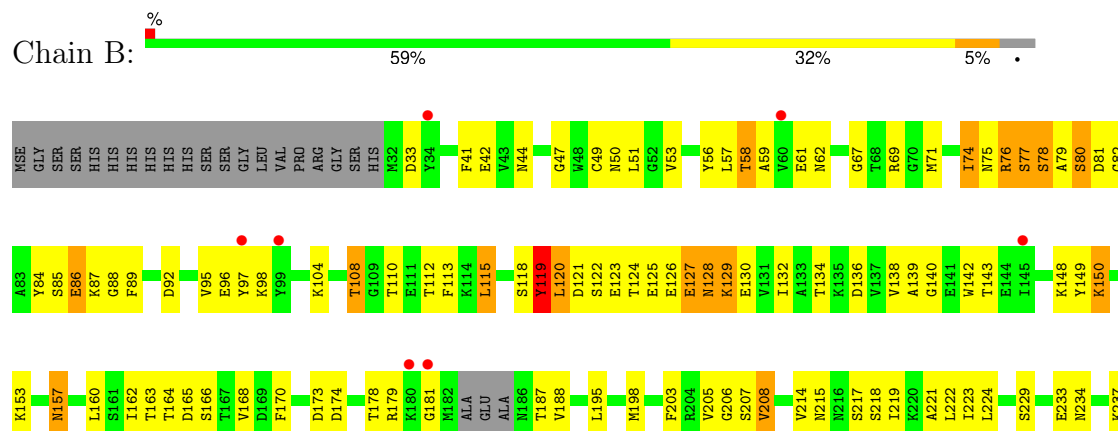 %
Chain B:
59% 32% 5% •
MSE GLY SER SER HIS HIS HIS HIS HIS HIS SER SER GLY LEU VAL PRO ARG GLY SER HIS M32 D33 Y34 F41 E42 V43 N44 G47 W48 C49 N50 L51 G52 V53 Y56 L57 T58 A59 V60 E61 N62 G67 T68 R69 G70 M71 I74 N75 R76 S77 S78 A79 S80 D81 G82
A83 Y84 S85 E86 K87 G88 F89 D92 V95 E96 Y97 K98 Y99 K104 T108 G109 T110 E111 T112 F113 K114 L115 S118 Y119 L120 D121 S122 E123 T124 E125 E126 E127 N128 K129 E130 V131 I132 A133 T134 K135 D136 V137 V138 A139 G140 E141 W142 T143 E144 I145 K148 Y149 K150
K153 N157 L160 S161 I162 T163 T164 D165 S166 T167 V168 D169 F170 D173 D174 T178 R179 K180 G181 M182 ALA GLU ALA N186 T187 V188 L195 M198 F203 R204 V205 G206 S207 V208 V214 N215 N216 S217 S218 I219 K220 A221 L222 I223 L224 S229 E233 N234